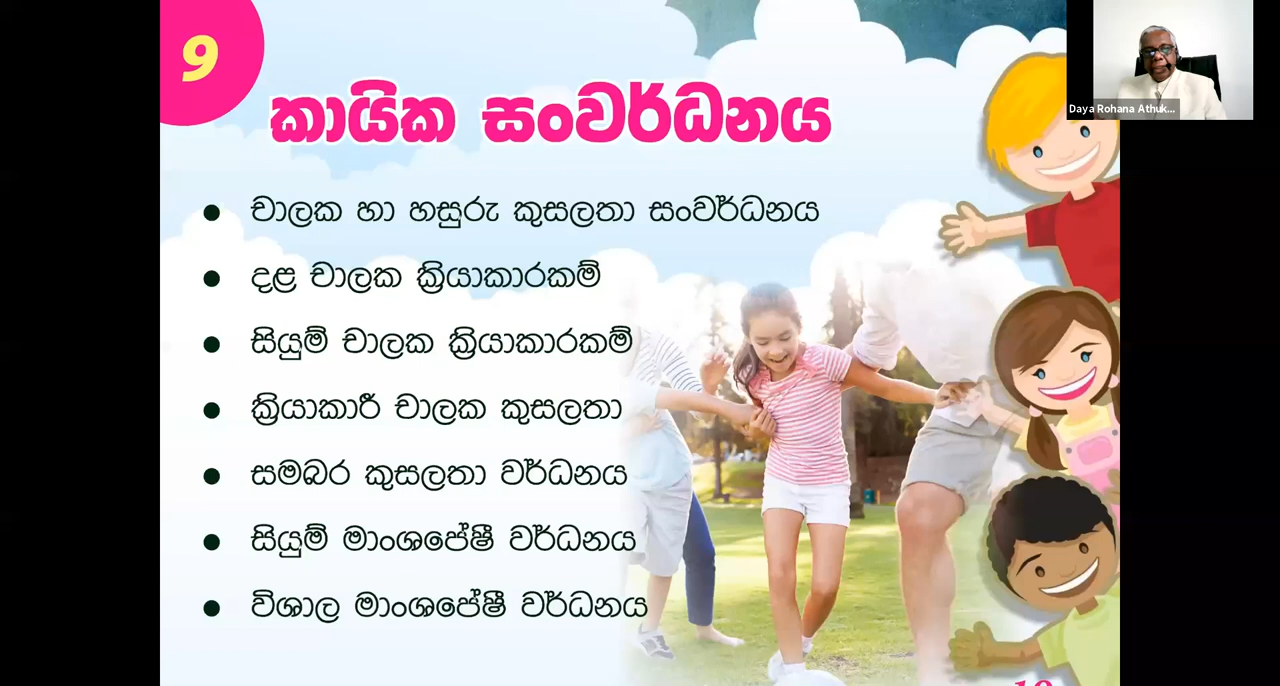 9
කායික සංවර්ධනය
Daya Rohana Athuk...
● චාලක හා හසුරු කුසලතා සංවර්ධනය
● දළ චාලක ක්‍රියාකාරකම්
● සියුම් චාලක ක්‍රියාකාරකම්
● ක්‍රියාකාරී චාලක කුසලතා
● සමබර කුසලතා වර්ධනය
● සියුම් මාංශපේෂී වර්ධනය
● විශාල මාංශපේෂී වර්ධනය